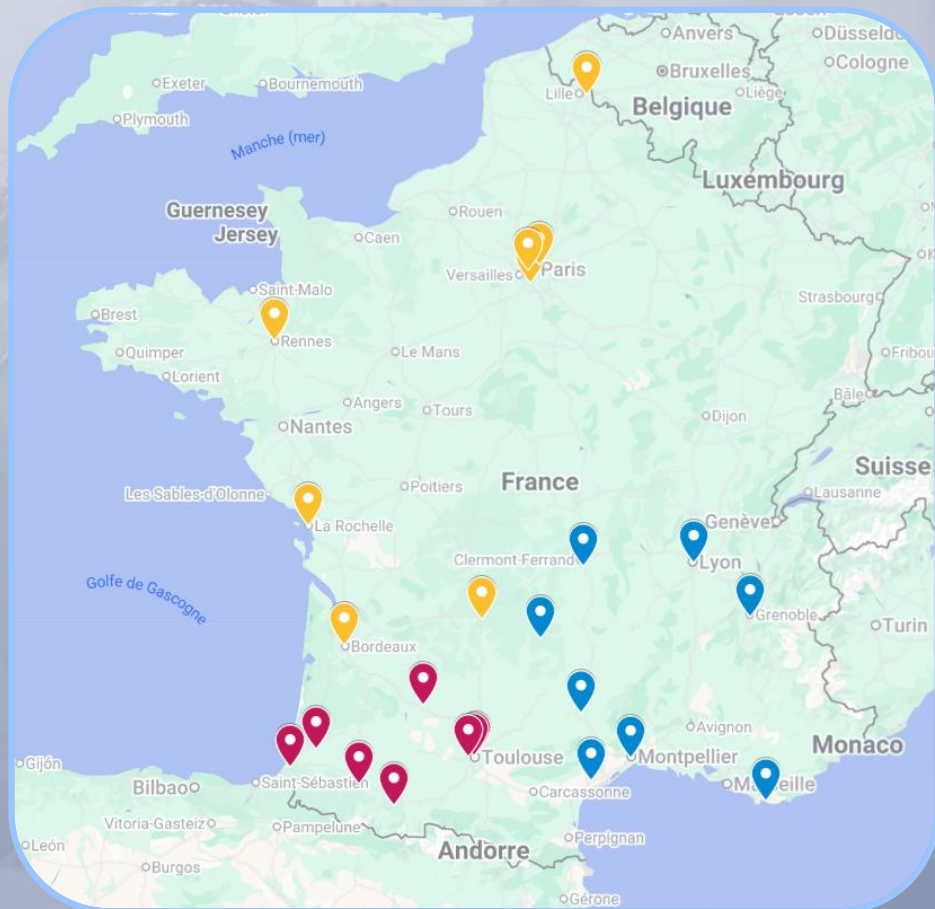 Anvers
Düsseldo
Exeter
Bournemouth
Bruxelles
Cologne
Lille
Liège
Plymouth
Belgique
Manche (mer)
Luxembourg
Guernesey
Rouen
Jersey
Caen
Versailles
Paris
Saint-Malo
Strasbourg
Brest
Rennes
Quimper
Le Mans
Fribou
Lorient
Angers
Tours
Bâle
Nantes
Dijon
Suisse
France
Poitiers
Les Sables-d'Olonne
Lausanne
La Rochelle
Genève
Clermont Ferrand
Lyon
Golfe de Gascogne
Grenoble
Turin
Bordeaux
Avignon
Monaco
Toulouse
Montpellier
Gijón
Saint-Sébastien
Bilbao
Carcassonne
Vitoria-Gasteiz
Pampelune
Perpignan
León
Andorre
Burgos
Gérone